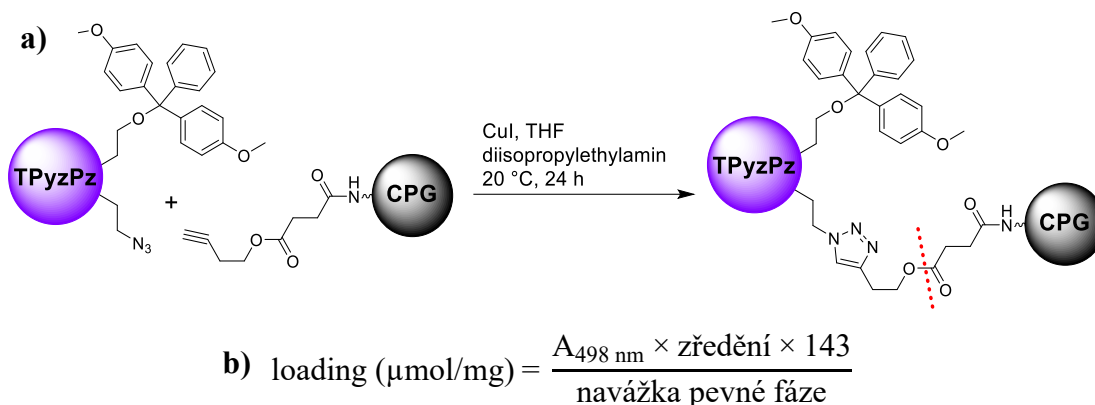 a)
O
O
O
TPyzPz
N3
+
O
O
O
H
N
CPG
CuI, THF
diisopropylethylamin
20 °C, 24 h
O
O
O
TPyzPz
N
N
N
O
O
O
H
N
CPG
b) loading (μmol/mg) = A498 nm × zředění × 143
navážka pevné fáze